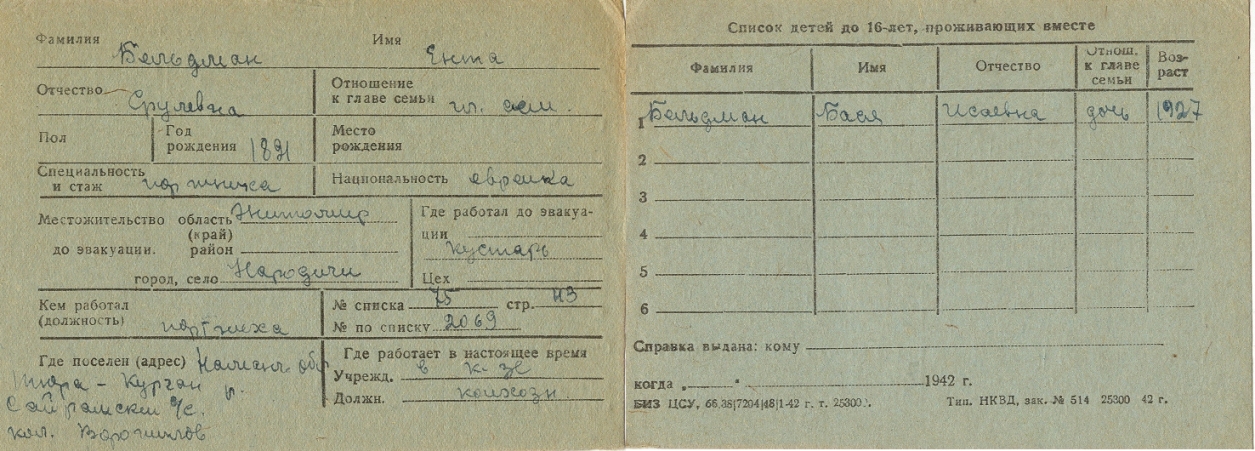 Фамилия Бельдман Имя Ента
Отчество Срулевна Отношение к главе семьи гл. сем.
Пол Год рождения 1891 Место рождения
Специальность и стаж портниха Национальность еврейка
Местожительство до эвакуации. область (край) Житомир
район
город, село Народичи
Где работал до эвакуации кустарь
Цех
Кем работал (должность) портниха
№ списка 75 стр. 43
№ по списку 2069
Где поселен (адрес) Наманг. обл
Тюря-Курган р.
Сайрамский с/с.
кол. Ворошилов
Где работает в настоящее время
Учрежд. в к-зе
Должн. колхозн.
Список детей до 16-лет, проживающих вместе
Фамилия Имя Отчество Отнош. к главе семьи Возраст
1 Бельдман Бася Исаевна дочь 1927
2
3
4
5
6
Справка выдана: кому
когда „ “ 1942 г.
БИЗ ЦСУ, 66,38|7204|48|1-42 г. т. 25300 Тип. НКВД, зак. № 514 25300 42 г.